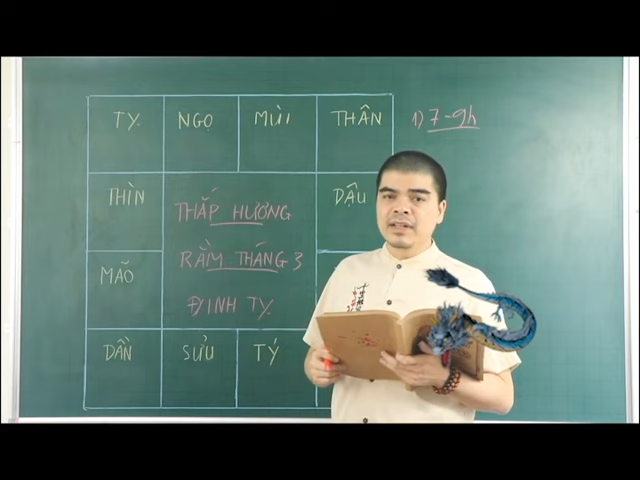 TỴ
NGỌ
MÙI
THÂN
1) 7-9h
THÌN
THẮP HƯƠNG
DẬU
RẰM THÁNG 3
MÃO
ĐINH TỴ
DẦN
SỬU
TÝ